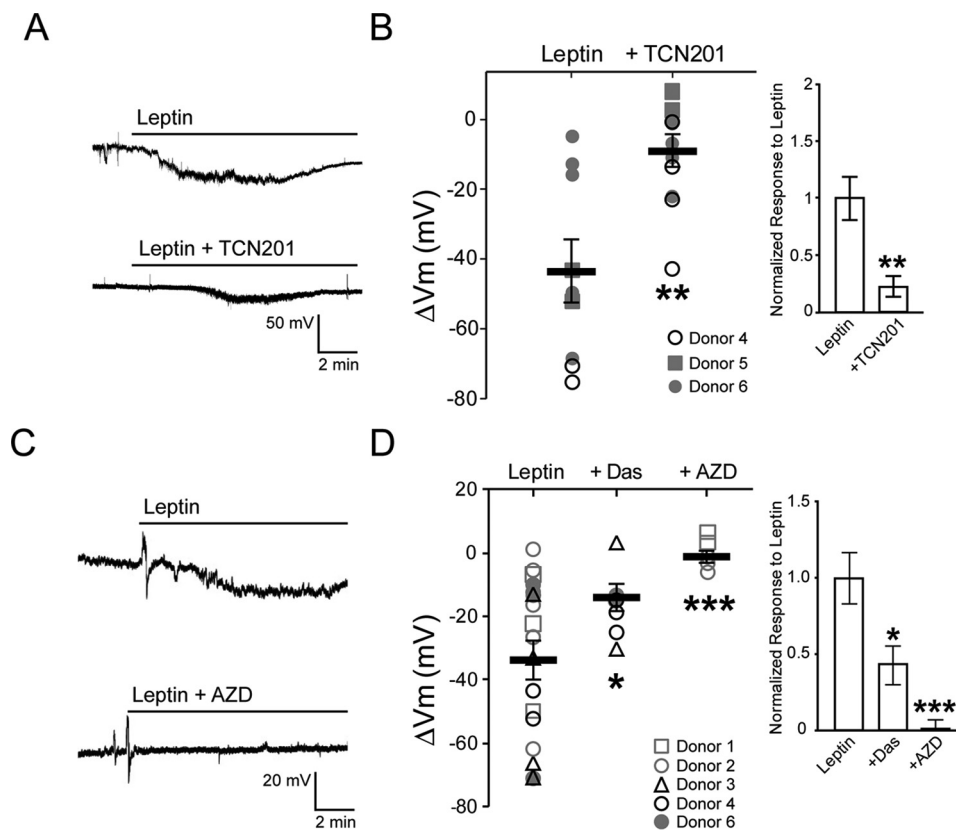 A
Leptin
Leptin + TCN201
50 mV
2 min
B
Leptin + TCN201
ΔVm (mV)
0
-20
-40
-60
-80
**
Donor 4
Donor 5
Donor 6
Normalized Response to Leptin
2
1.5
1
0.5
0
**
Leptin
+TCN201
C
Leptin
Leptin + AZD
20 mV
2 min
D
Leptin + Das + AZD
ΔVm (mV)
20
0
-20
-40
-60
-80
*
***
Donor 1
Donor 2
Donor 3
Donor 4
Donor 6
Normalized Response to Leptin
1.5
1.0
0.5
0
*
***
Leptin
+Das
+AZD